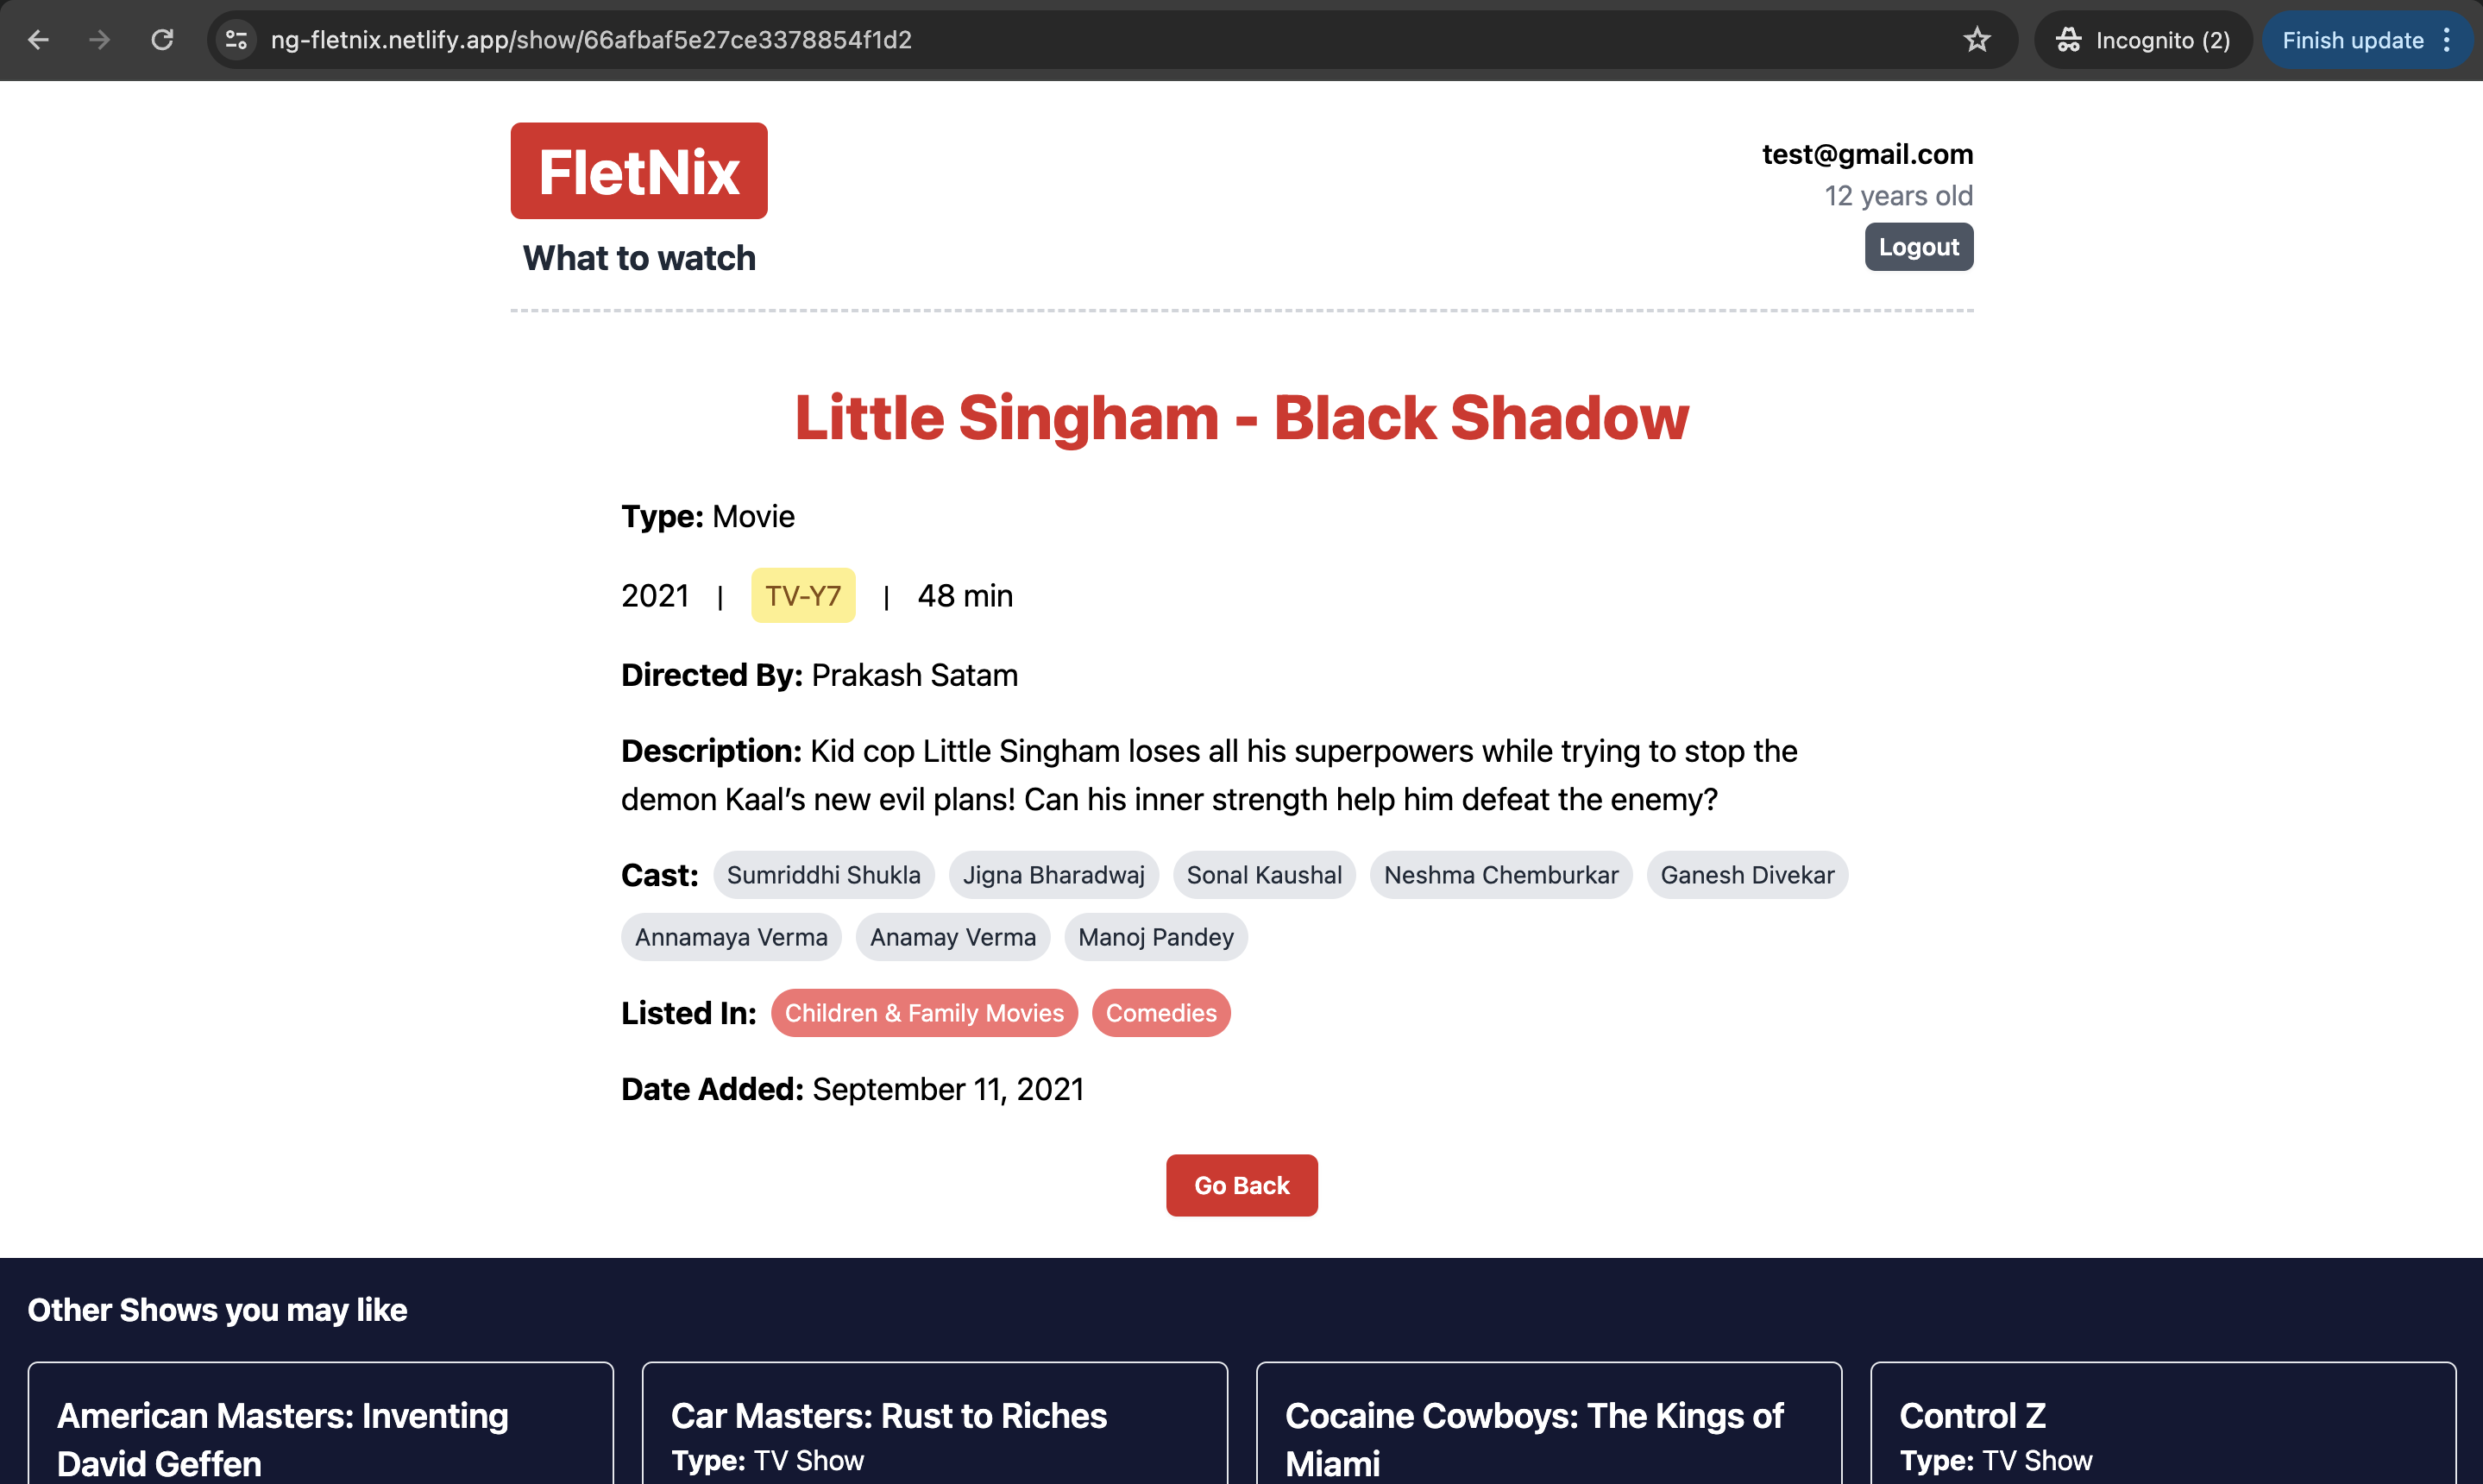 ng-fletnix.netlify.app/show/66afbaf5e27ce3378854f1d2
Incognito (2)
Finish update
FletNix
What to watch
test@gmail.com
12 years old
Logout
Little Singham - Black Shadow
Type: Movie
2021 | TV-Y7 | 48 min
Directed By: Prakash Satam
Description: Kid cop Little Singham loses all his superpowers while trying to stop the
demon Kaal’s new evil plans! Can his inner strength help him defeat the enemy?
Cast: Sumriddhi Shukla Jigna Bharadwaj Sonal Kaushal Neshma Chemburkar Ganesh Divekar
Annamaya Verma Anamay Verma Manoj Pandey
Listed In: Children & Family Movies Comedies
Date Added: September 11, 2021
Go Back
Other Shows you may like
American Masters: Inventing
David Geffen
Car Masters: Rust to Riches
Type: TV Show
Cocaine Cowboys: The Kings of
Miami
Control Z
Type: TV Show